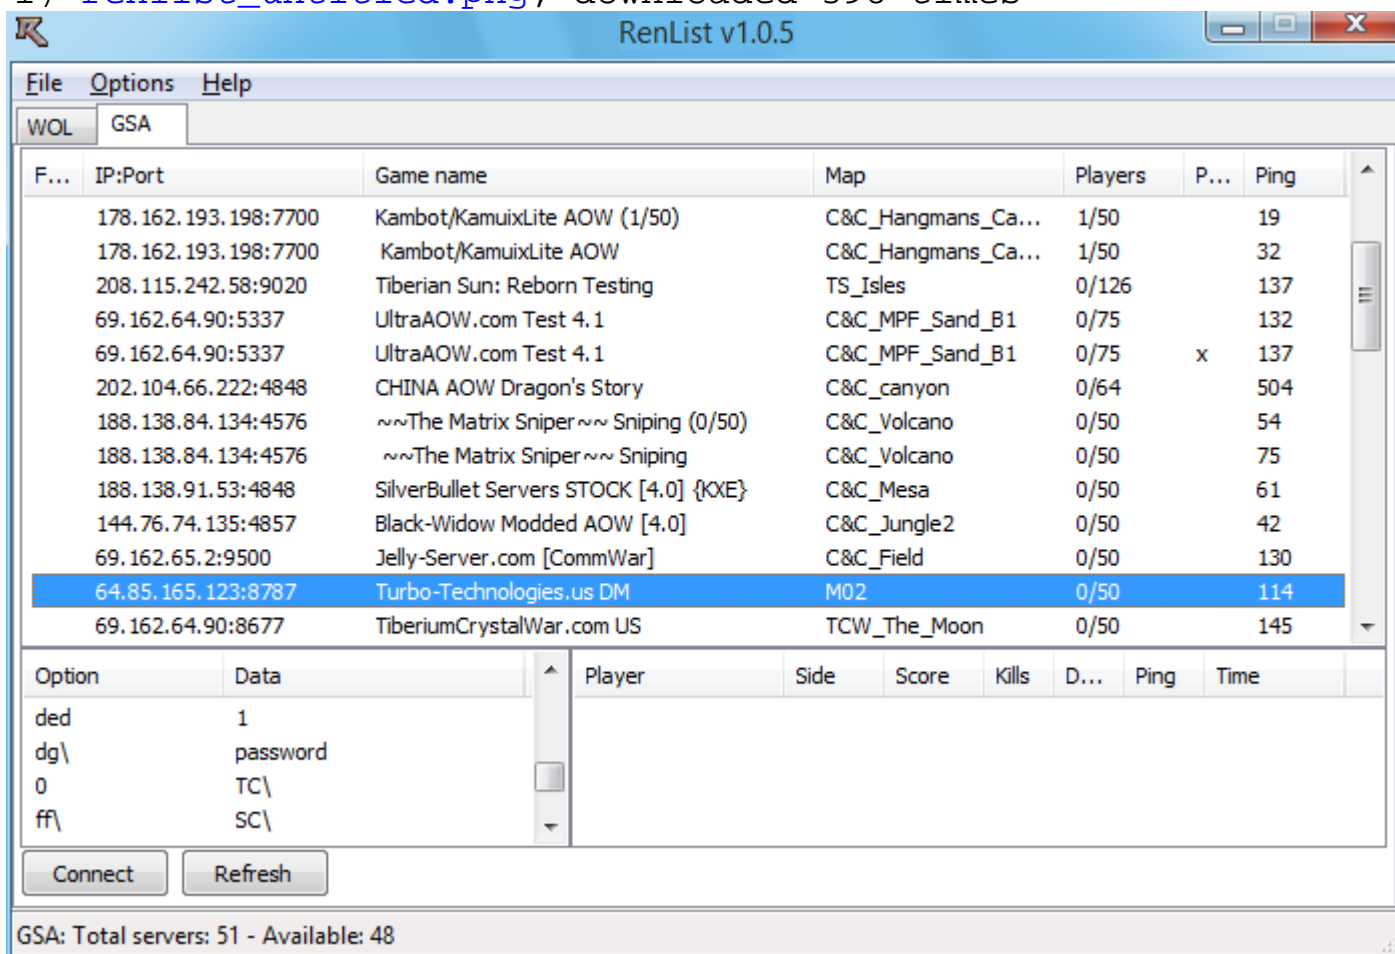 1) renlist_untitled.png, downloaded 590 times
RenList v1.0.5
File Options Help
WOL GSA
F... IP:Port Game name Map Players P... Ping
178.162.193.198:7700 Kambot/KamuixLite AOW (1/50) C&C_Hangmans_Ca... 1/50 19
178.162.193.198:7700 Kambot/KamuixLite AOW C&C_Hangmans_Ca... 1/50 32
208.115.242.58:9020 Tiberian Sun: Reborn Testing TS_Isles 0/126 137
69.162.64.90:5337 UltraAOW.com Test 4.1 C&C_MPF_Sand_B1 0/75 132
69.162.64.90:5337 UltraAOW.com Test 4.1 C&C_MPF_Sand_B1 0/75 x 137
202.104.66.222:4848 CHINA AOW Dragon's Story C&C_canyon 0/64 504
188.138.84.134:4576 ~~The Matrix Sniper~~ Sniping (0/50) C&C_Volcano 0/50 54
188.138.84.134:4576 ~~The Matrix Sniper~~ Sniping C&C_Volcano 0/50 75
188.138.91.53:4848 SilverBullet Servers STOCK [4.0] {KXE} C&C_Mesa 0/50 61
144.76.74.135:4857 Black-Widow Modded AOW [4.0] C&C_Jungle2 0/50 42
69.162.65.2:9500 Jelly-Server.com [CommWar] C&C_Field 0/50 130
64.85.165.123:8787 Turbo-Technologies.us DM M02 0/50 114
69.162.64.90:8677 TiberiumCrystalWar.com US TCW_The_Moon 0/50 145
Option Data Player Side Score Kills D... Ping Time
ded 1
dg\ password
0 TC\
ff\ SC\
Connect Refresh
GSA: Total servers: 51 - Available: 48